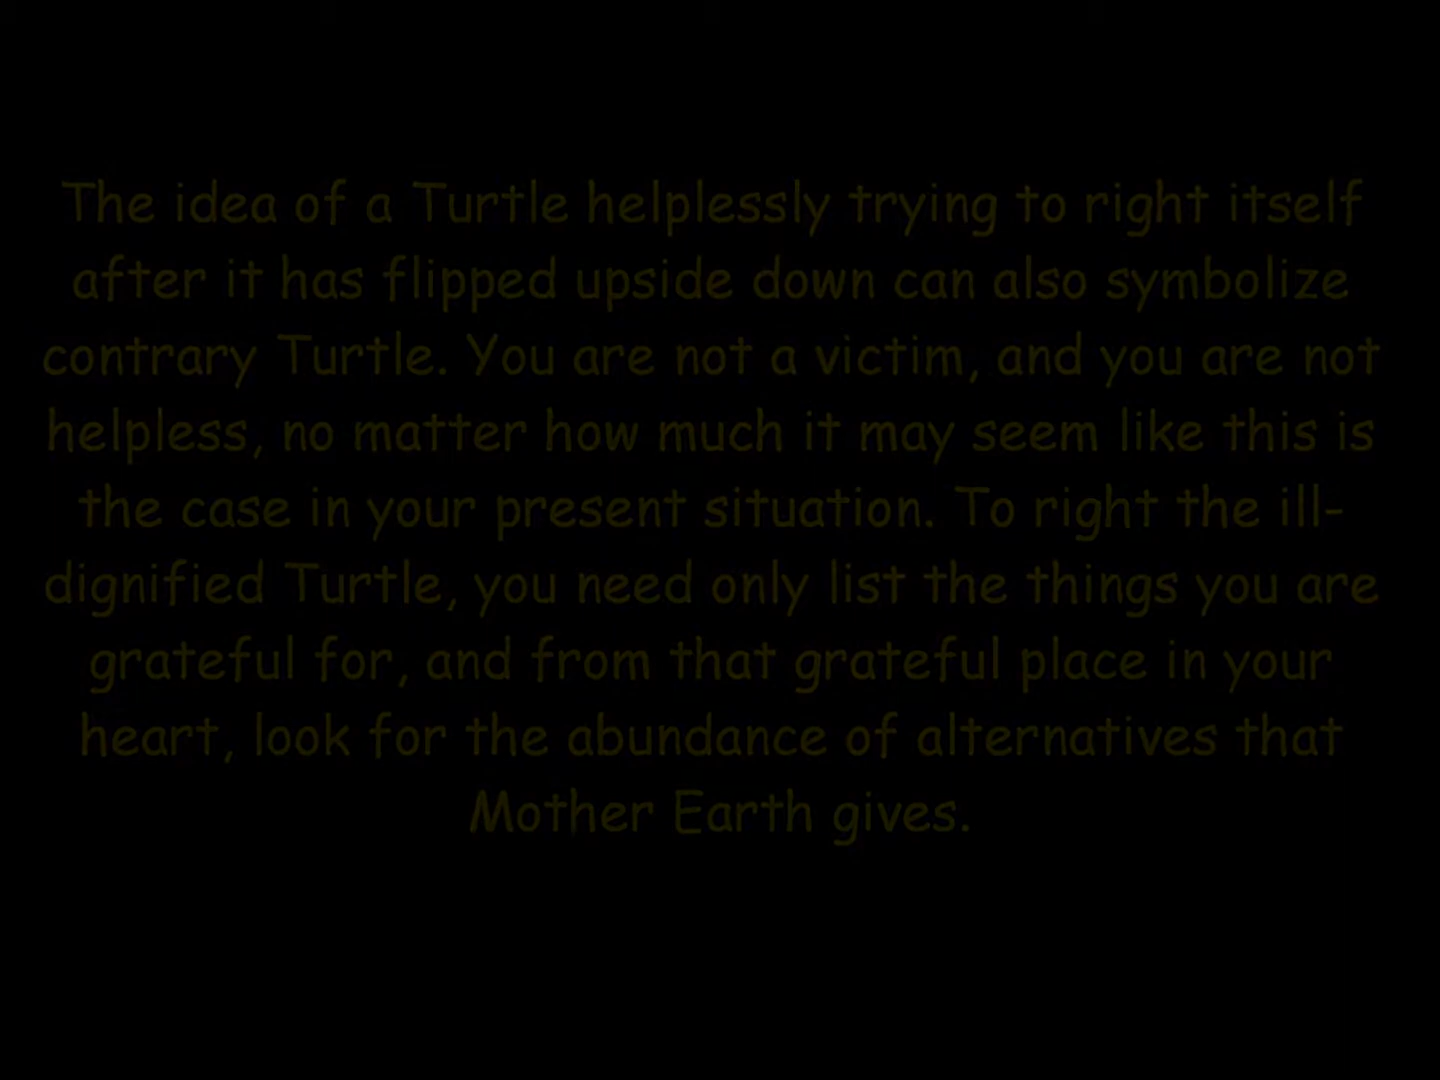 The idea of a Turtle helplessly trying to right itself
after it has flipped upside down can also symbolize
contrary Turtle. You are not a victim, and you are not
helpless, no matter how much it may seem like this is
the case in your present situation. To right the ill-
dignified Turtle, you need only list the things you are
grateful for, and from that grateful place in your
heart, look for the abundance of alternatives that
Mother Earth gives.